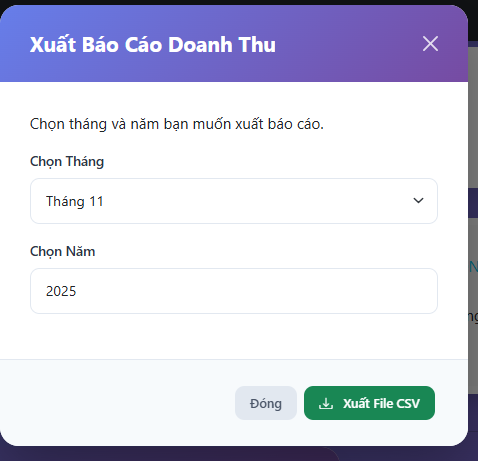 Xuất Báo Cáo Doanh Thu
Chọn tháng và năm bạn muốn xuất báo cáo.
Chọn Tháng
Tháng 11
Chọn Năm
2025
Đóng
Xuất File CSV